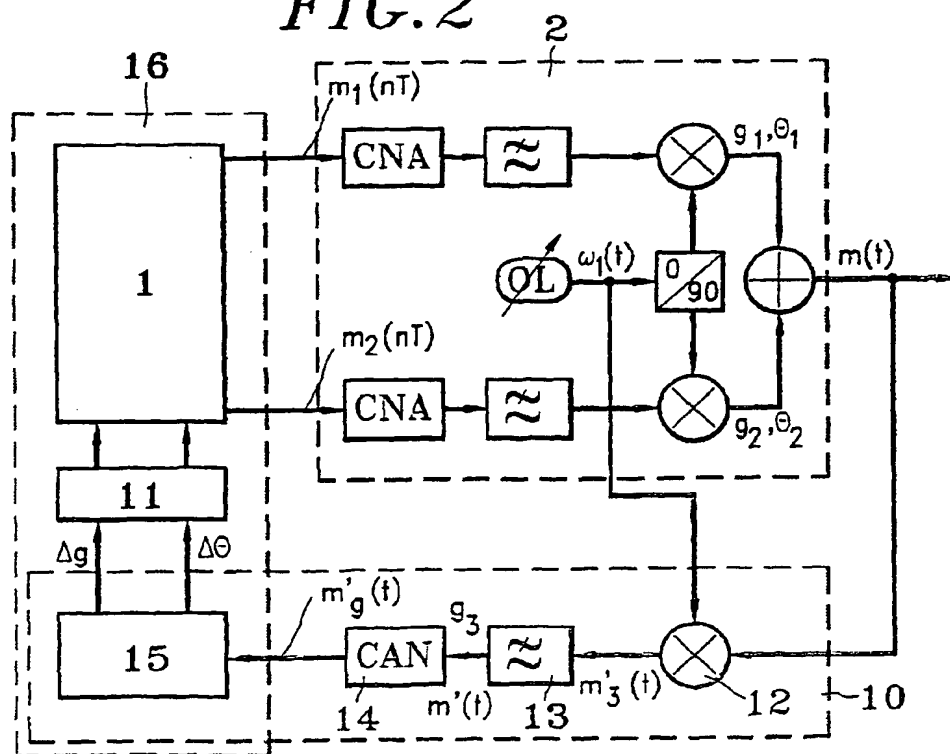 FIG. 2
2
16
m₁(nT)
CNA
g₁,θ₁
1
OL
ω₁(t)
0
90
m(t)
m₂(nT)
CNA
g₂,θ₂
11
Δg
Δθ
m'g(t)
g₃
15
CAN
14
m'(t)
13
m'₃(t)
12
10